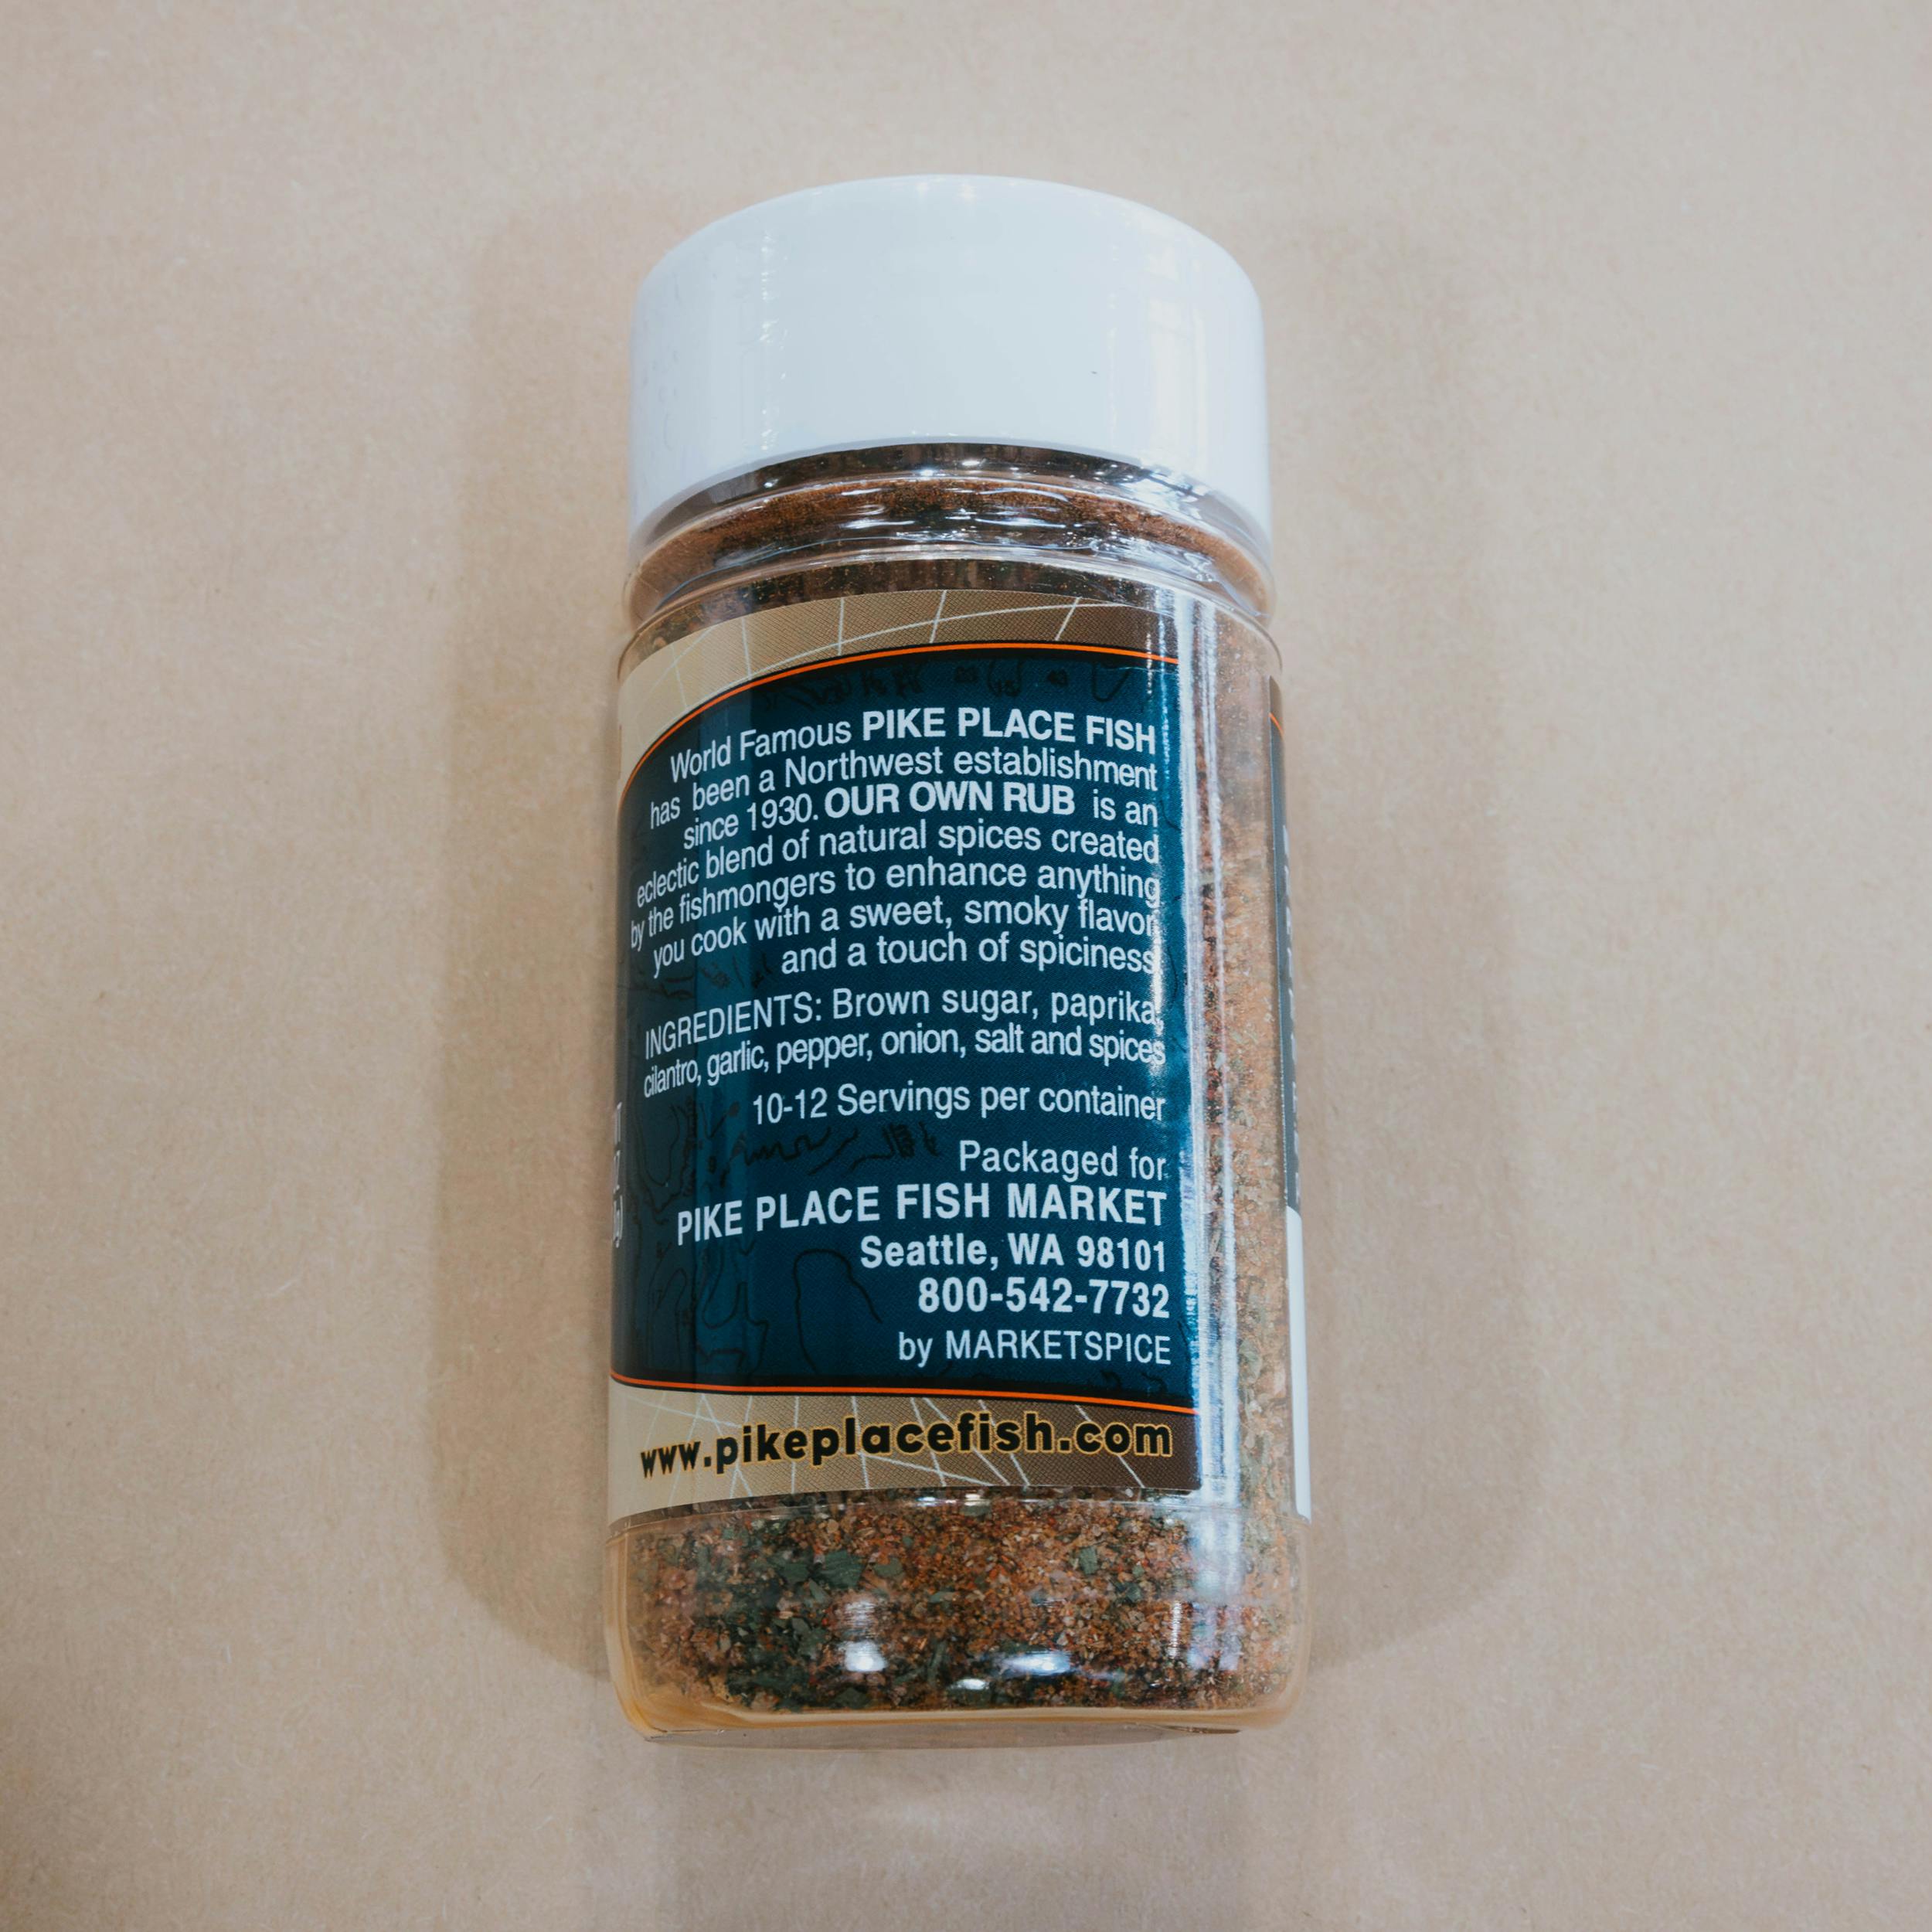 World Famous PIKE PLACE FISH
has been a Northwest establishment
since 1930. OUR OWN RUB is an
eclectic blend of natural spices created
by the fishmongers to enhance anything
you cook with a sweet, smoky flavor
and a touch of spiciness
INGREDIENTS: Brown sugar, paprika,
cilantro, garlic, pepper, onion, salt and spices
10-12 Servings per container
Packaged for
PIKE PLACE FISH MARKET
Seattle, WA 98101
800-542-7732
by MARKETSPICE
www.pikeplacefish.com